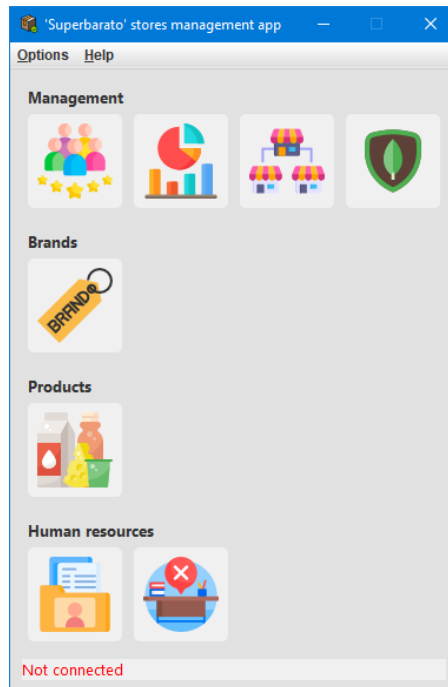 'Superbarato' stores management app
Options Help
Management
Brands
BRAND
Products
Human resources
Not connected